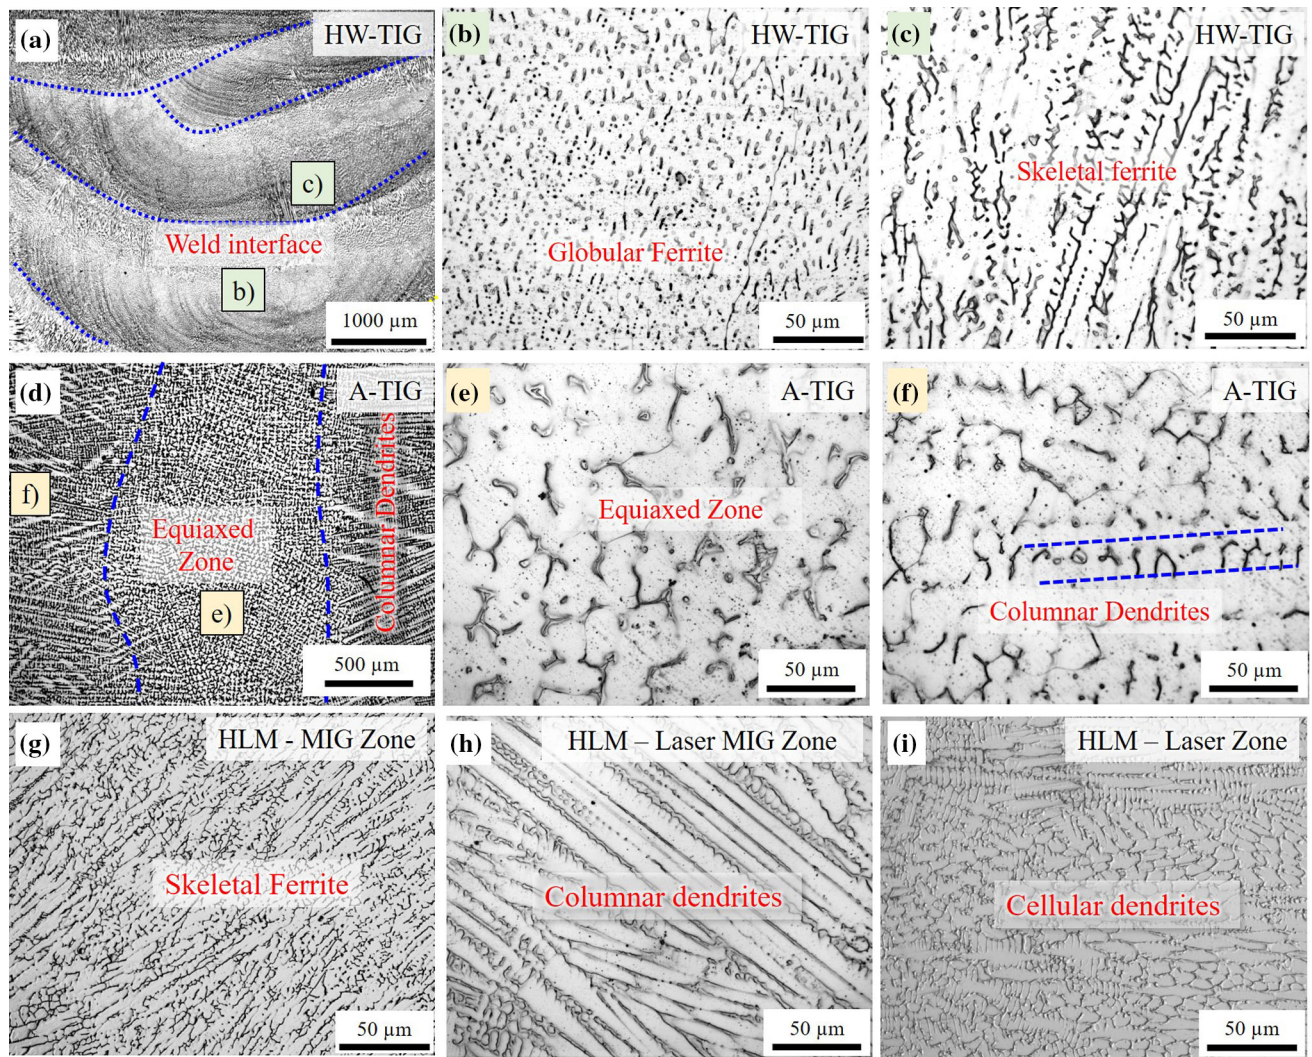 (a)
HW-TIG
c)
Weld interface
b)
1000 µm
(b)
HW-TIG
Globular Ferrite
50 µm
(c)
HW-TIG
Skeletal ferrite
50 µm
(d)
A-TIG
f)
Equiaxed
Zone
e)
Columnar Dendrites
500 µm
(e)
A-TIG
Equiaxed Zone
50 µm
(f)
A-TIG
Columnar Dendrites
50 µm
(g)
HLM - MIG Zone
Skeletal Ferrite
50 µm
(h)
HLM – Laser MIG Zone
Columnar dendrites
50 µm
(i)
HLM – Laser Zone
Cellular dendrites
50 µm